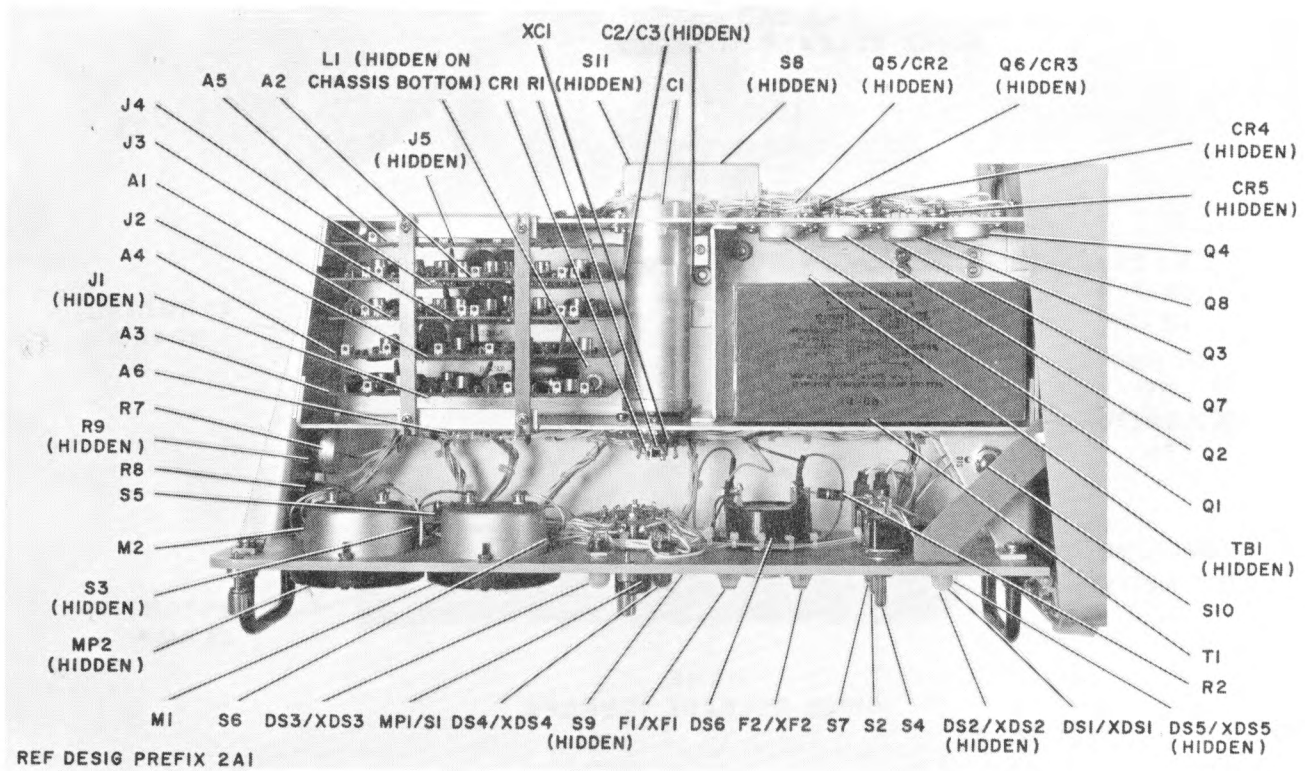 XC1 C2/C3(HIDDEN)
L1 (HIDDEN ON
CHASSIS BOTTOM)
A5 A2
CR1 R1
S11
(HIDDEN)
C1
S8
(HIDDEN)
Q5/CR2
(HIDDEN)
Q6/CR3
(HIDDEN)
J4
J3
A1
J2
A4
J1
(HIDDEN)
A3
A6
R7
R9
(HIDDEN)
R8
S5
M2
S3
(HIDDEN)
MP2
(HIDDEN)
J5
(HIDDEN)
CR4
(HIDDEN)
CR5
(HIDDEN)
Q4
Q8
Q3
Q7
Q2
Q1
TB1
(HIDDEN)
S10
T1
R2
M1 S6 DS3/XDS3 MP1/S1 DS4/XDS4 S9 F1/XF1 DS6 F2/XF2 S7 S2 S4 DS2/XDS2 DS1/XDS1 DS5/XDS5
(HIDDEN) (HIDDEN) (HIDDEN)
REF DESIG PREFIX 2A1